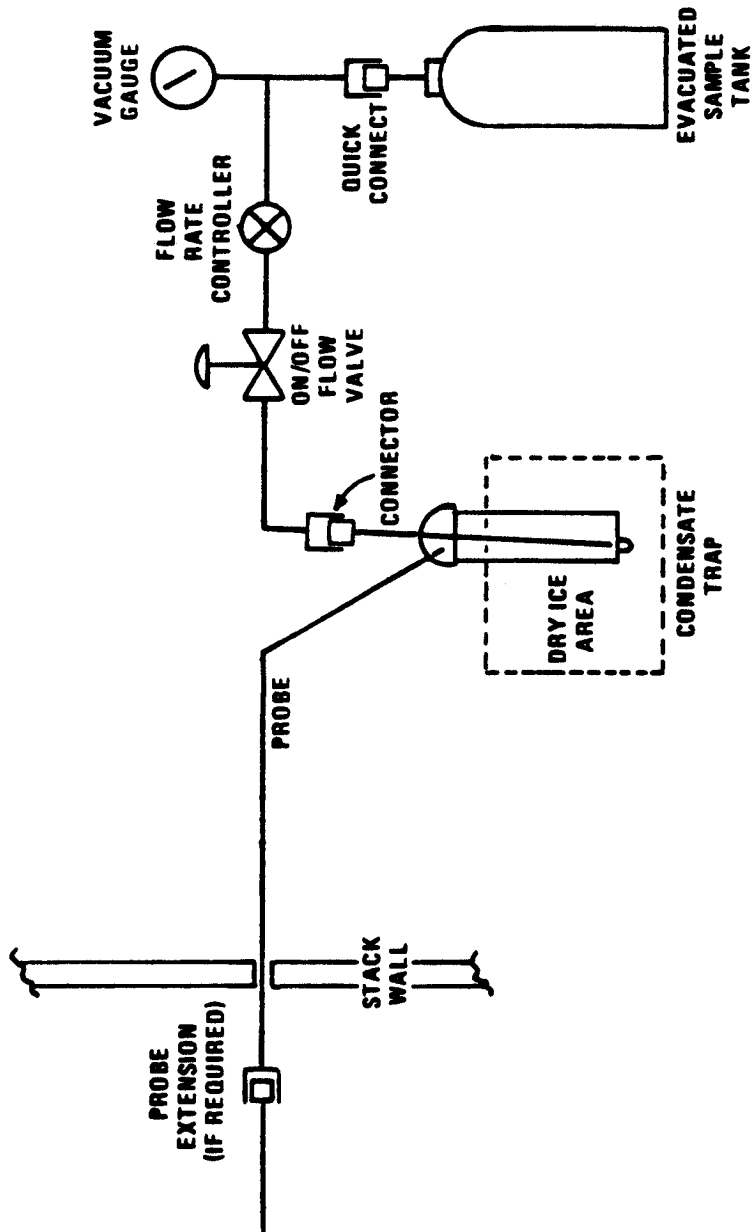 VACUUM
GAUGE
FLOW
RATE
CONTROLLER
QUICK
CONNECT
ON/OFF
FLOW
VALVE
EVACUATED
SAMPLE
TANK
CONNECTOR
PROBE
DRY ICE
AREA
CONDENSATE
TRAP
STACK
WALL
PROBE
EXTENSION
(IF REQUIRED)